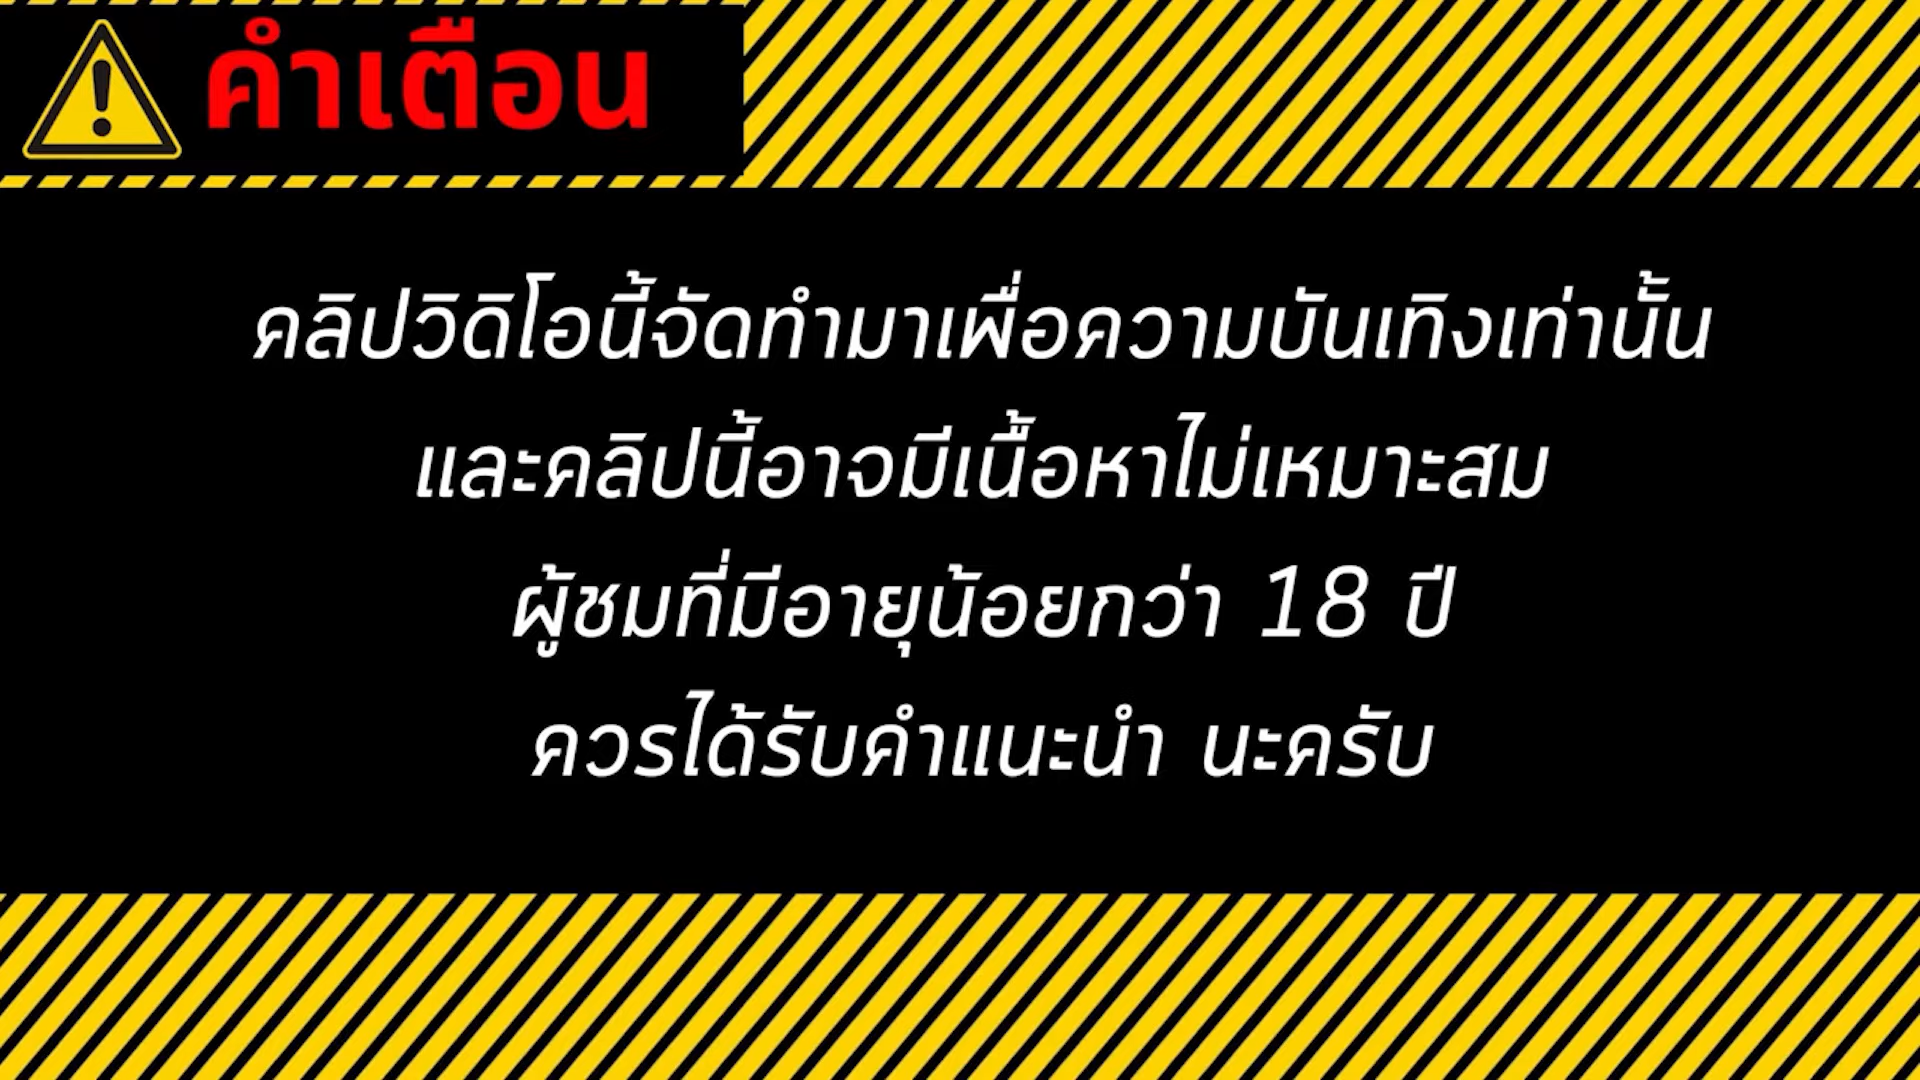 คำเตือน
คลิปวิดิโอนี้จัดทำมาเพื่อความบันเทิงเท่านั้น
และคลิปนี้อาจมีเนื้อหาไม่เหมาะสม
ผู้ชมที่มีอายุน้อยกว่า 18 ปี
ควรได้รับคำแนะนำ นะครับ